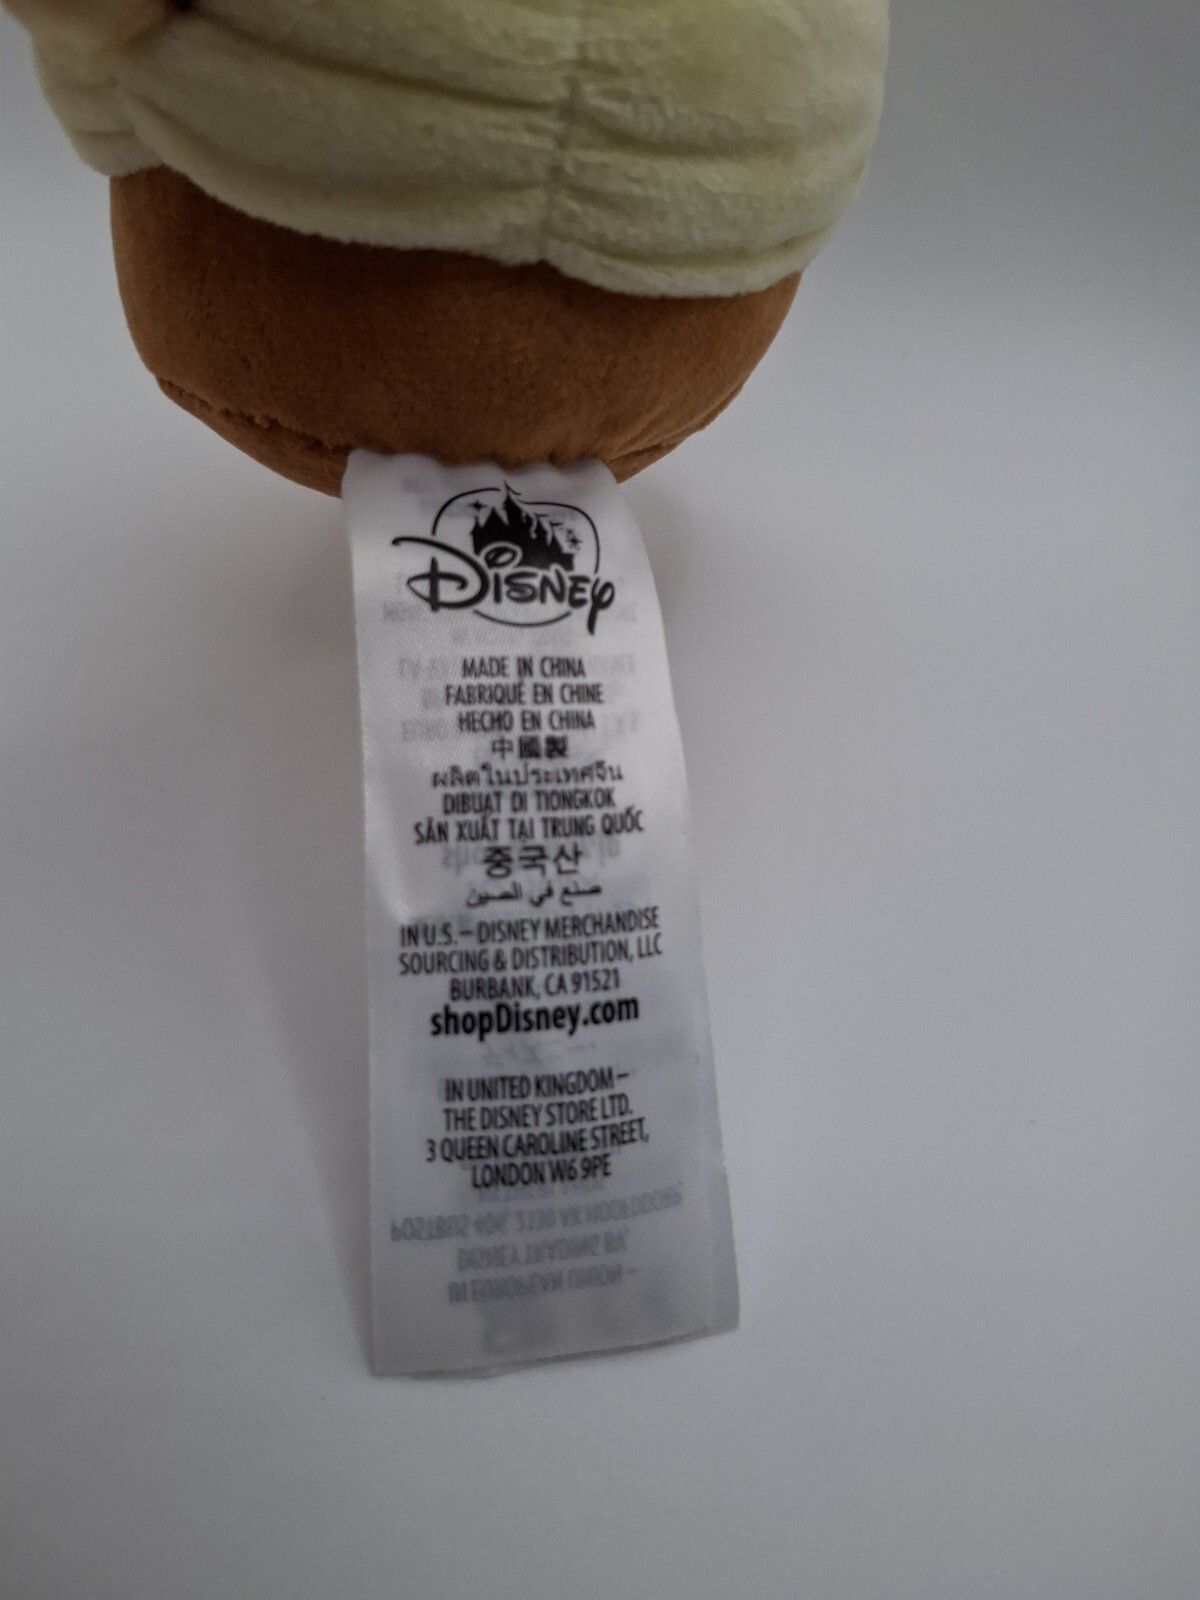 Disney
MADE IN CHINA
FABRIQUÉ EN CHINE
HECHO EN CHINA
中國製
ผลิตในประเทศจีน
DIBUAT DI TIONGKOK
SẢN XUẤT TẠI TRUNG QUỐC
중국산
صنع في الصين
IN U.S.– DISNEY MERCHANDISE
SOURCING & DISTRIBUTION, LLC
BURBANK, CA 91521
shopDisney.com
IN UNITED KINGDOM –
THE DISNEY STORE LTD.
3 QUEEN CAROLINE STREET,
LONDON W6 9PE